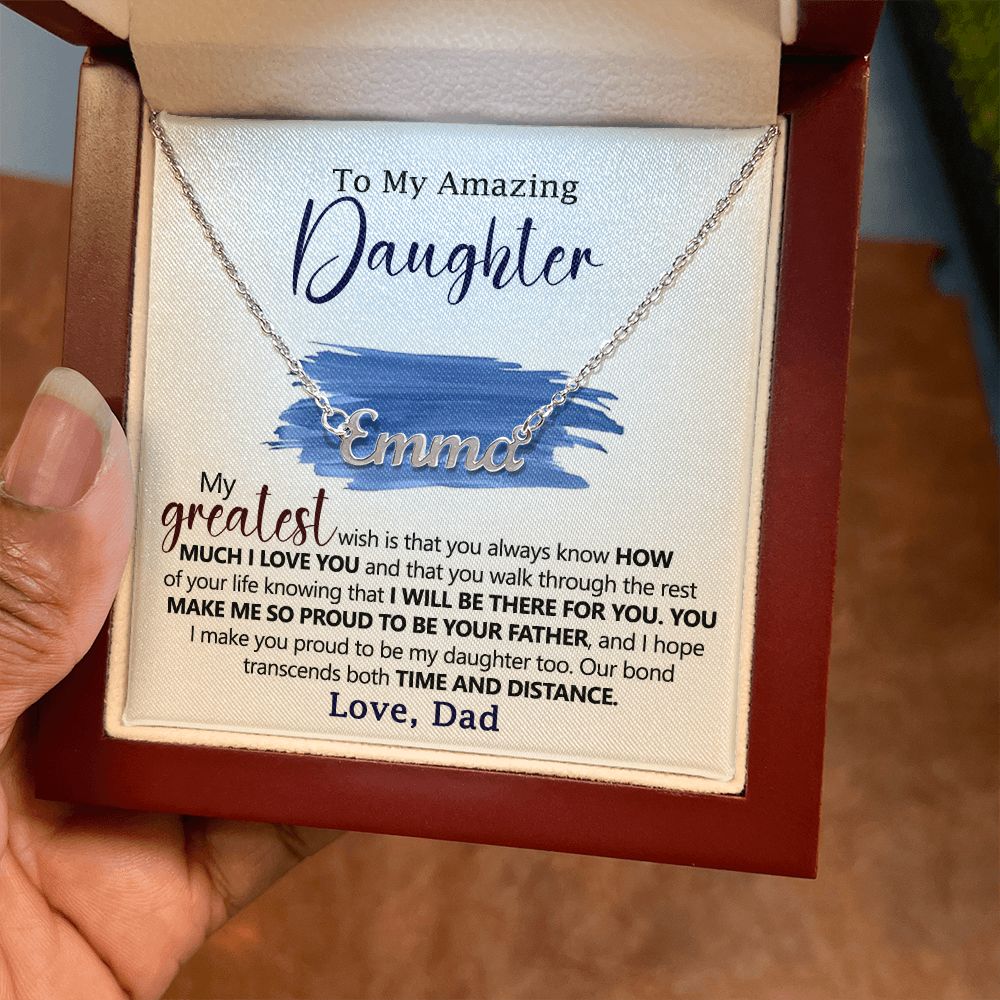 To My Amazing
Daughter
Emma
My
greatest wish is that you always know HOW
MUCH I LOVE YOU and that you walk through the rest
of your life knowing that I WILL BE THERE FOR YOU. YOU
MAKE ME SO PROUD TO BE YOUR FATHER, and I hope
I make you proud to be my daughter too. Our bond
transcends both TIME AND DISTANCE.
Love, Dad